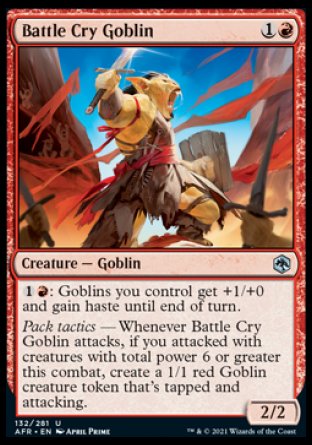 Battle Cry Goblin 1
Creature — Goblin
1 : Goblins you control get +1/+0
and gain haste until end of turn.
Pack tactics — Whenever Battle Cry
Goblin attacks, if you attacked with
creatures with total power 6 or greater
this combat, create a 1/1 red Goblin
creature token that's tapped and
attacking.
2/2
132/281 U
AFR • EN APRIL PRIME
™ & © 2021 Wizards of the Coast